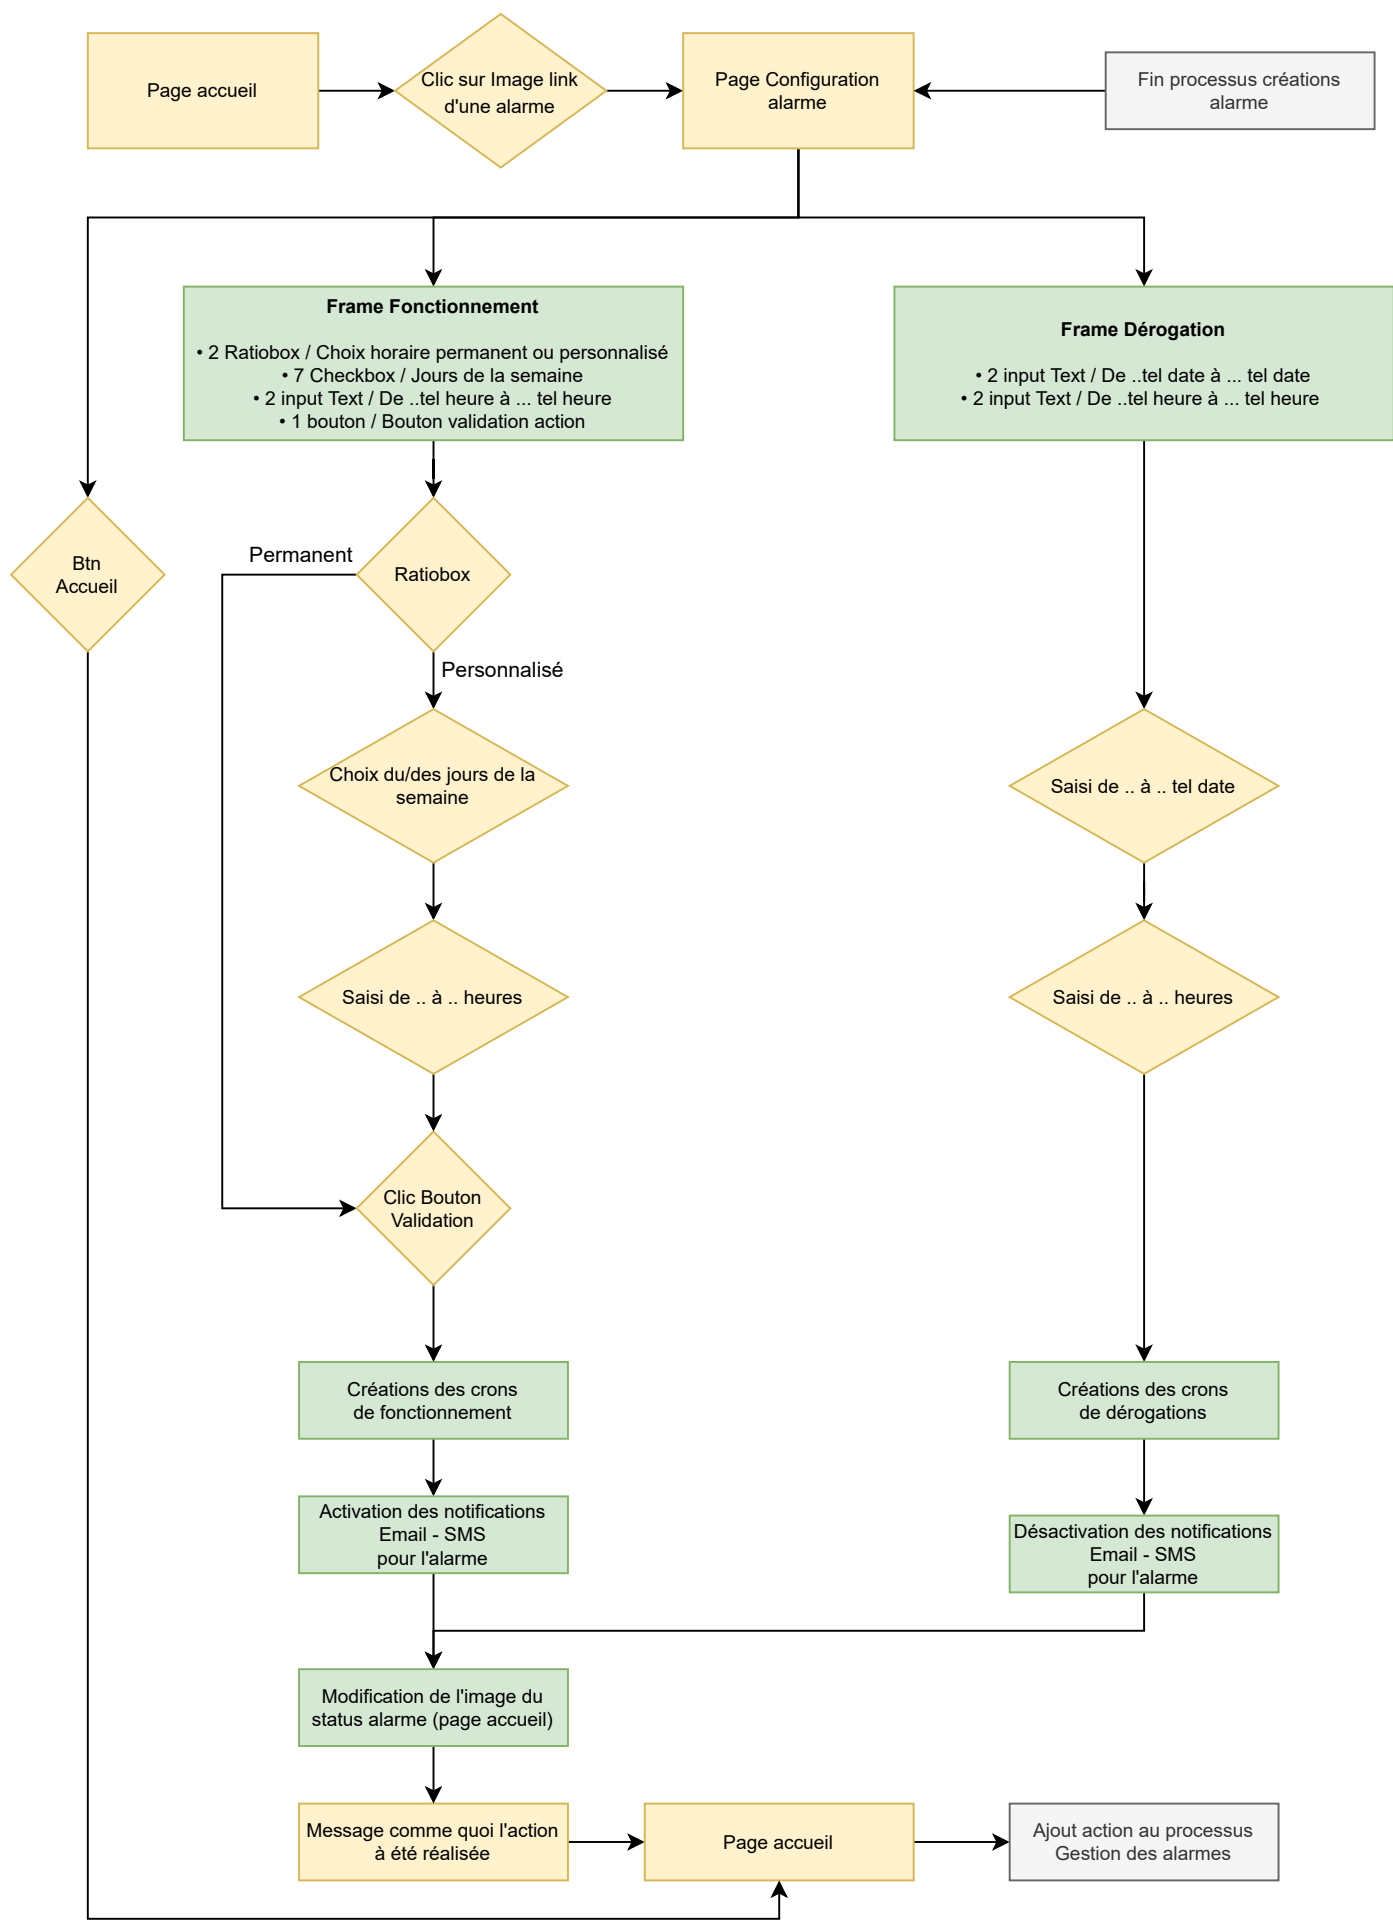 Page accueil
Clic sur Image link
d'une alarme
Page Configuration
alarme
Fin processus créations
alarme
Frame Fonctionnement
• 2 Ratiobox / Choix horaire permanent ou personnalisé
• 7 Checkbox / Jours de la semaine
• 2 input Text / De ..tel heure à ... tel heure
• 1 bouton / Bouton validation action
Frame Dérogation
• 2 input Text / De ..tel date à ... tel date
• 2 input Text / De ..tel heure à ... tel heure
Btn
Accueil
Permanent
Ratiobox
Personnalisé
Choix du/des jours de la
semaine
Saisi de .. à .. tel date
Saisi de .. à .. heures
Saisi de .. à .. heures
Clic Bouton
Validation
Créations des crons
de fonctionnement
Créations des crons
de dérogations
Activation des notifications
Email - SMS
pour l'alarme
Désactivation des notifications
Email - SMS
pour l'alarme
Modification de l'image du
status alarme (page accueil)
Message comme quoi l'action
à été réalisée
Page accueil
Ajout action au processus
Gestion des alarmes